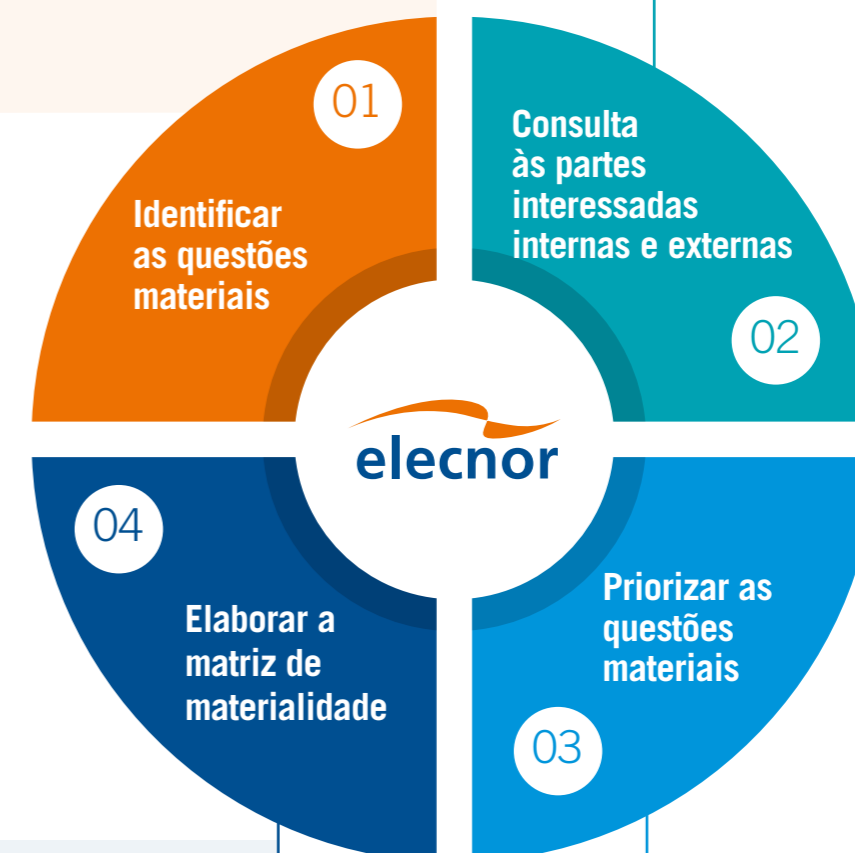 01
Identificar
as questões
materiais
Consulta
às partes
interessadas
internas e externas
02
elecnor
Priorizar as
questões
materiais
03
04
Elaborar a
matriz de
materialidade